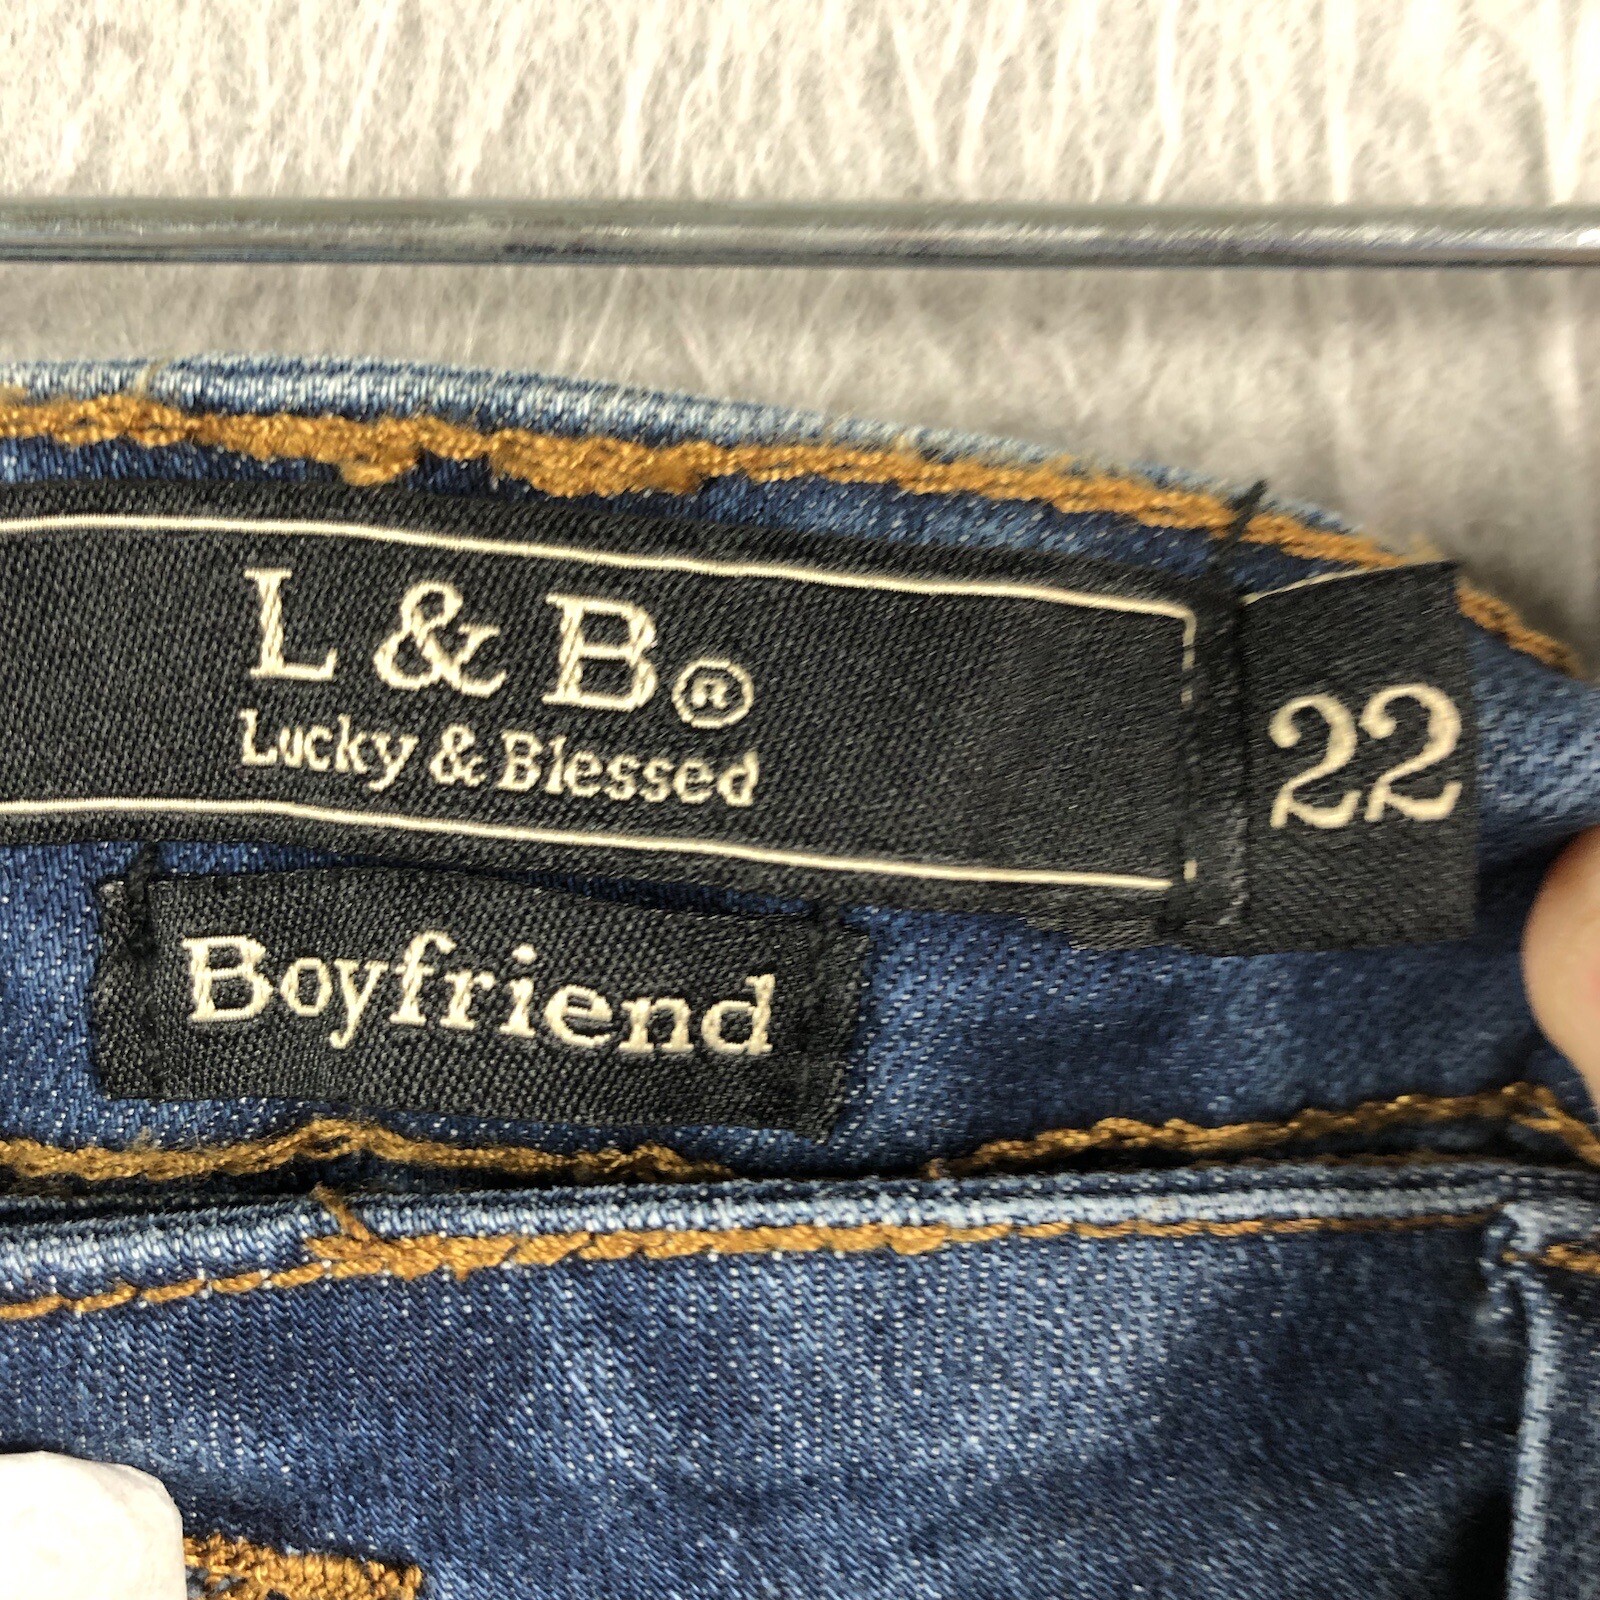 L & B®
Lucky & Blessed
22
Boyfriend